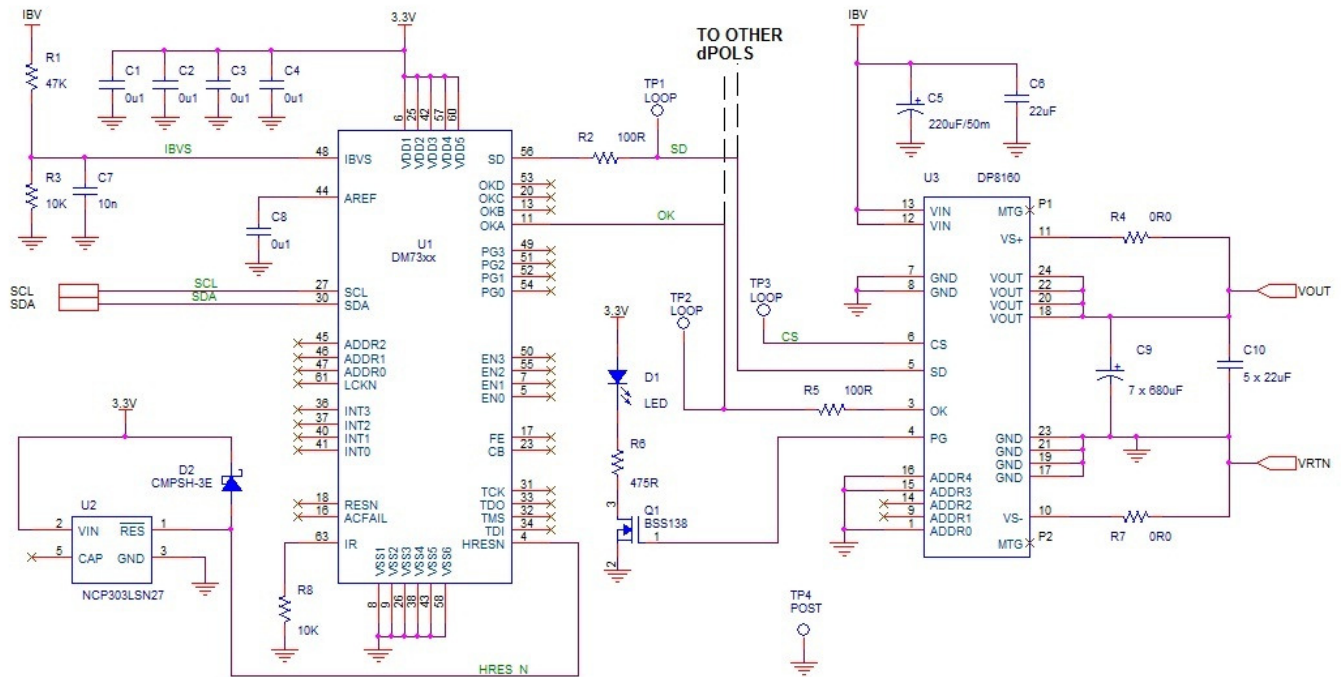 IBV
3.3V
TO OTHER
dPOLS
IBV
R1
47K
C1
0u1
C2
0u1
C3
0u1
C4
0u1
TP1
LOOP
C5
220uF/50m
C6
22uF
6
25
42
57
60
VDD1
VDD2
VDD3
VDD4
VDD5
R2
100R
SD
IBVS
48
IBVS
SD
56
R3
10K
C7
10n
44
AREF
C8
0u1
OKD
53
OKC
20
OKB
13
OKA
11
OK
U1
DM73xx
PG3
49
PG2
51
PG1
52
PG0
54
SCL
SDA
SCL
SDA
27
SCL
30
SDA
45
ADDR2
46
ADDR1
47
ADDR0
61
LCKN
EN3
50
EN2
55
EN1
7
EN0
5
36
INT3
37
INT2
40
INT1
41
INT0
FE
17
CB
23
18
RESN
16
ACFAIL
63
IR
TCK
31
TDO
33
TMS
32
TDI
34
HRESN
4
VSS1
VSS2
VSS3
VSS4
VSS5
VSS6
8
9
26
38
43
58
R8
10K
HRES_N
3.3V
D2
CMPSH-3E
U2
2
VIN
RES
1
5
CAP
GND
3
NCP303LSN27
3.3V
D1
LED
R6
475R
3
Q1
BSS138
1
2
TP2
LOOP
TP3
LOOP
CS
R5
100R
TP4
POST
U3
DP8160
13
VIN
12
VIN
MTG
P1
VS+
11
R4
0R0
7
GND
8
GND
VOUT
24
VOUT
22
VOUT
20
VOUT
18
VOUT
6
CS
5
SD
3
OK
4
PG
C9
7 x 680uF
C10
5 x 22uF
GND
23
GND
21
GND
19
GND
17
VRTN
16
ADDR4
15
ADDR3
14
ADDR2
9
ADDR1
1
ADDR0
VS-
10
R7
0R0
MTG
P2